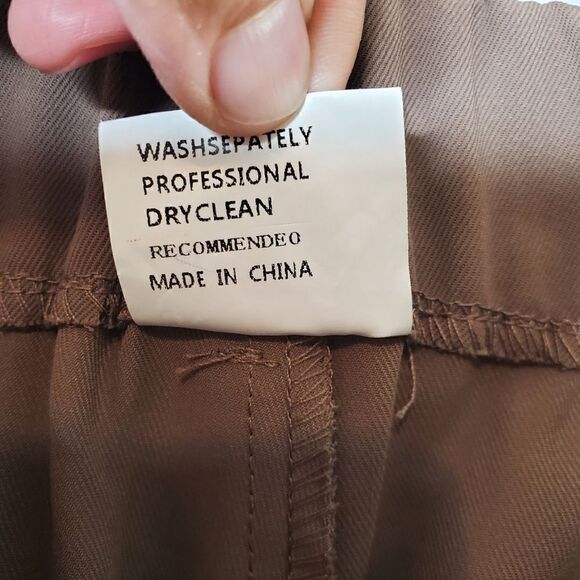 WASHSEPATELY
PROFESSIONAL
DRYCLEAN
RECOMMENDEO
MADE IN CHINA